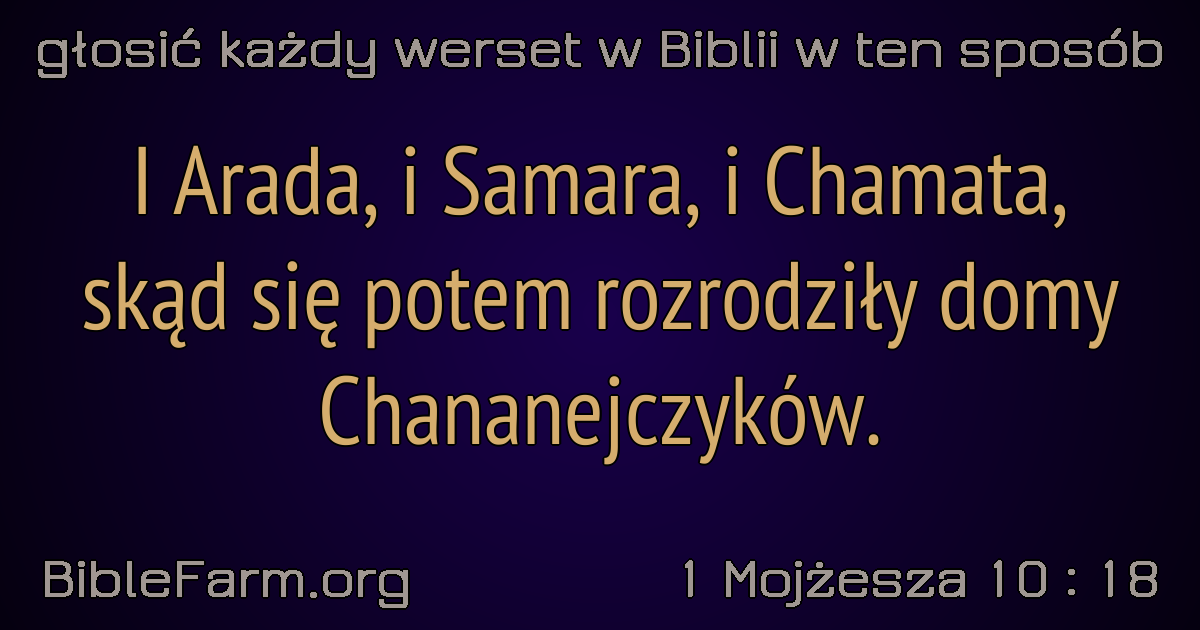 głosić każdy werset w Biblii w ten sposób
I Arada, i Samara, i Chamata,
skąd się potem rozrodziły domy
Chananejczyków.
BibleFarm.org
1 Mojżesza 10 : 18